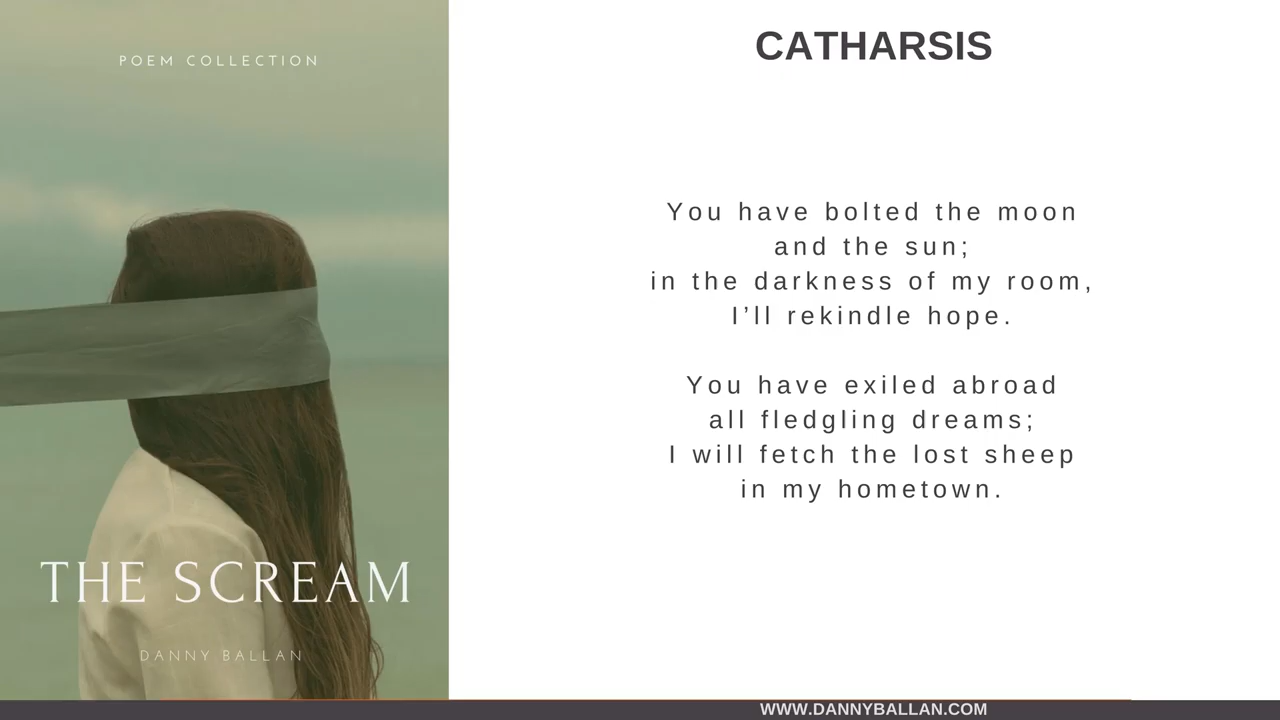 POEM COLLECTION
THE SCREAM
DANNY BALLAN
CATHARSIS
You have bolted the moon
and the sun;
in the darkness of my room,
I’ll rekindle hope.
You have exiled abroad
all fledgling dreams;
I will fetch the lost sheep
in my hometown.
WWW.DANNYBALLAN.COM